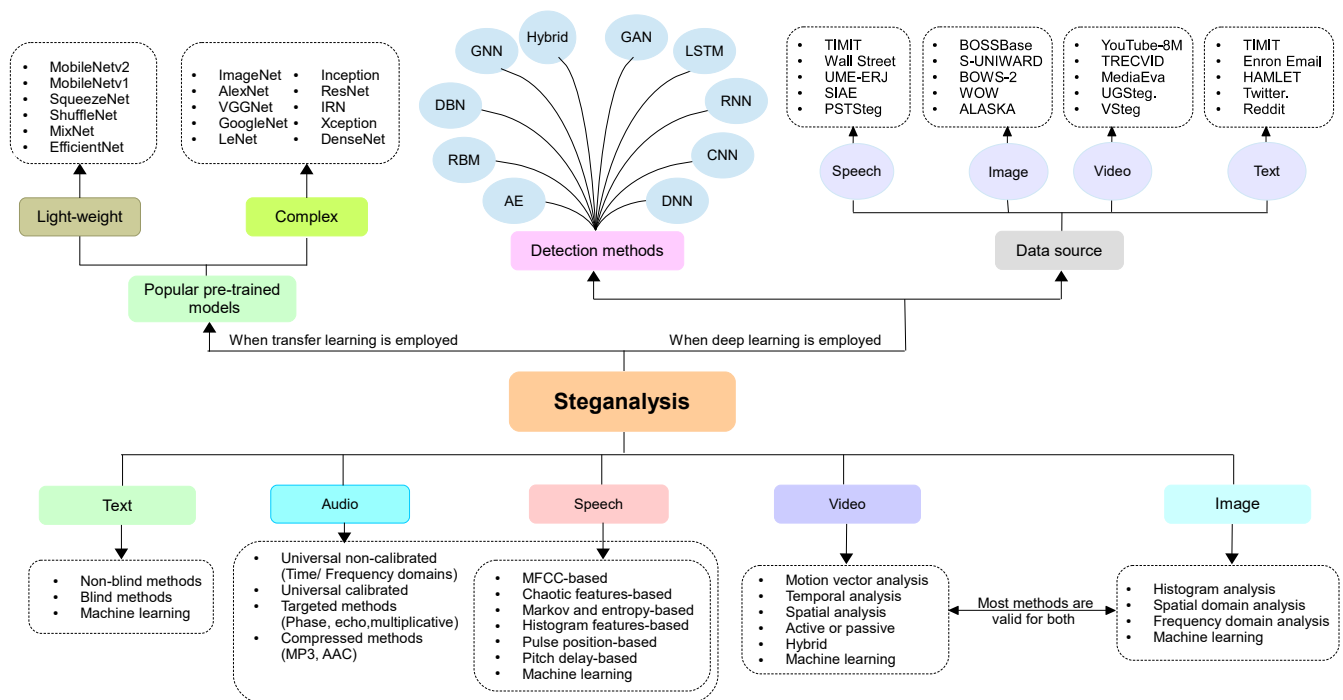 MobileNetv2
MobileNetv1
SqueezeNet
ShuffleNet
MixNet
EfficientNet
Light-weight
ImageNet
AlexNet
VGGNet
GoogleNet
LeNet
Inception
ResNet
IRN
Xception
DenseNet
Complex
Popular pre-trained
models
AE
RBM
DBN
GNN
Hybrid
GAN
LSTM
RNN
CNN
DNN
Detection methods
TIMIT
Wall Street
UME-ERJ
SIAE
PSTSteg
Speech
BOSSBase
S-UNIWARD
BOWS-2
WOW
ALASKA
Image
YouTube-8M
TRECVID
MediaEva
UGSteg.
VSteg
Video
TIMIT
Enron Email
HAMLET
Twitter.
Reddit
Text
Data source
When transfer learning is employed
When deep learning is employed
Steganalysis
Text
Non-blind methods
Blind methods
Machine learning
Audio
Universal non-calibrated
(Time/ Frequency domains)
Universal calibrated
Targeted methods
(Phase, echo,multiplicative)
Compressed methods
(MP3, AAC)
Speech
MFCC-based
Chaotic features-based
Markov and entropy-based
Histogram features-based
Pulse position-based
Pitch delay-based
Machine learning
Video
Motion vector analysis
Temporal analysis
Spatial analysis
Active or passive
Hybrid
Machine learning
Most methods are
valid for both
Image
Histogram analysis
Spatial domain analysis
Frequency domain analysis
Machine learning